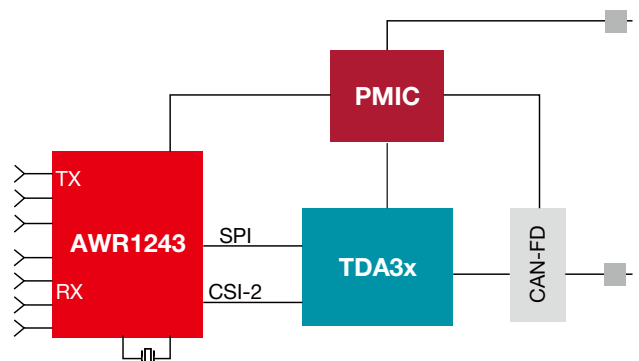 PMIC
TX
AWR1243
SPI
TDA3x
CAN-FD
RX
CSI-2